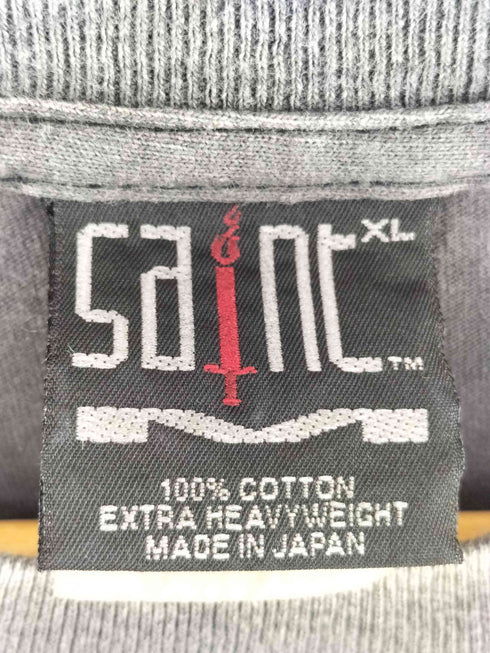 saint XL
TM
100% COTTON
EXTRA HEAVYWEIGHT
MADE IN JAPAN